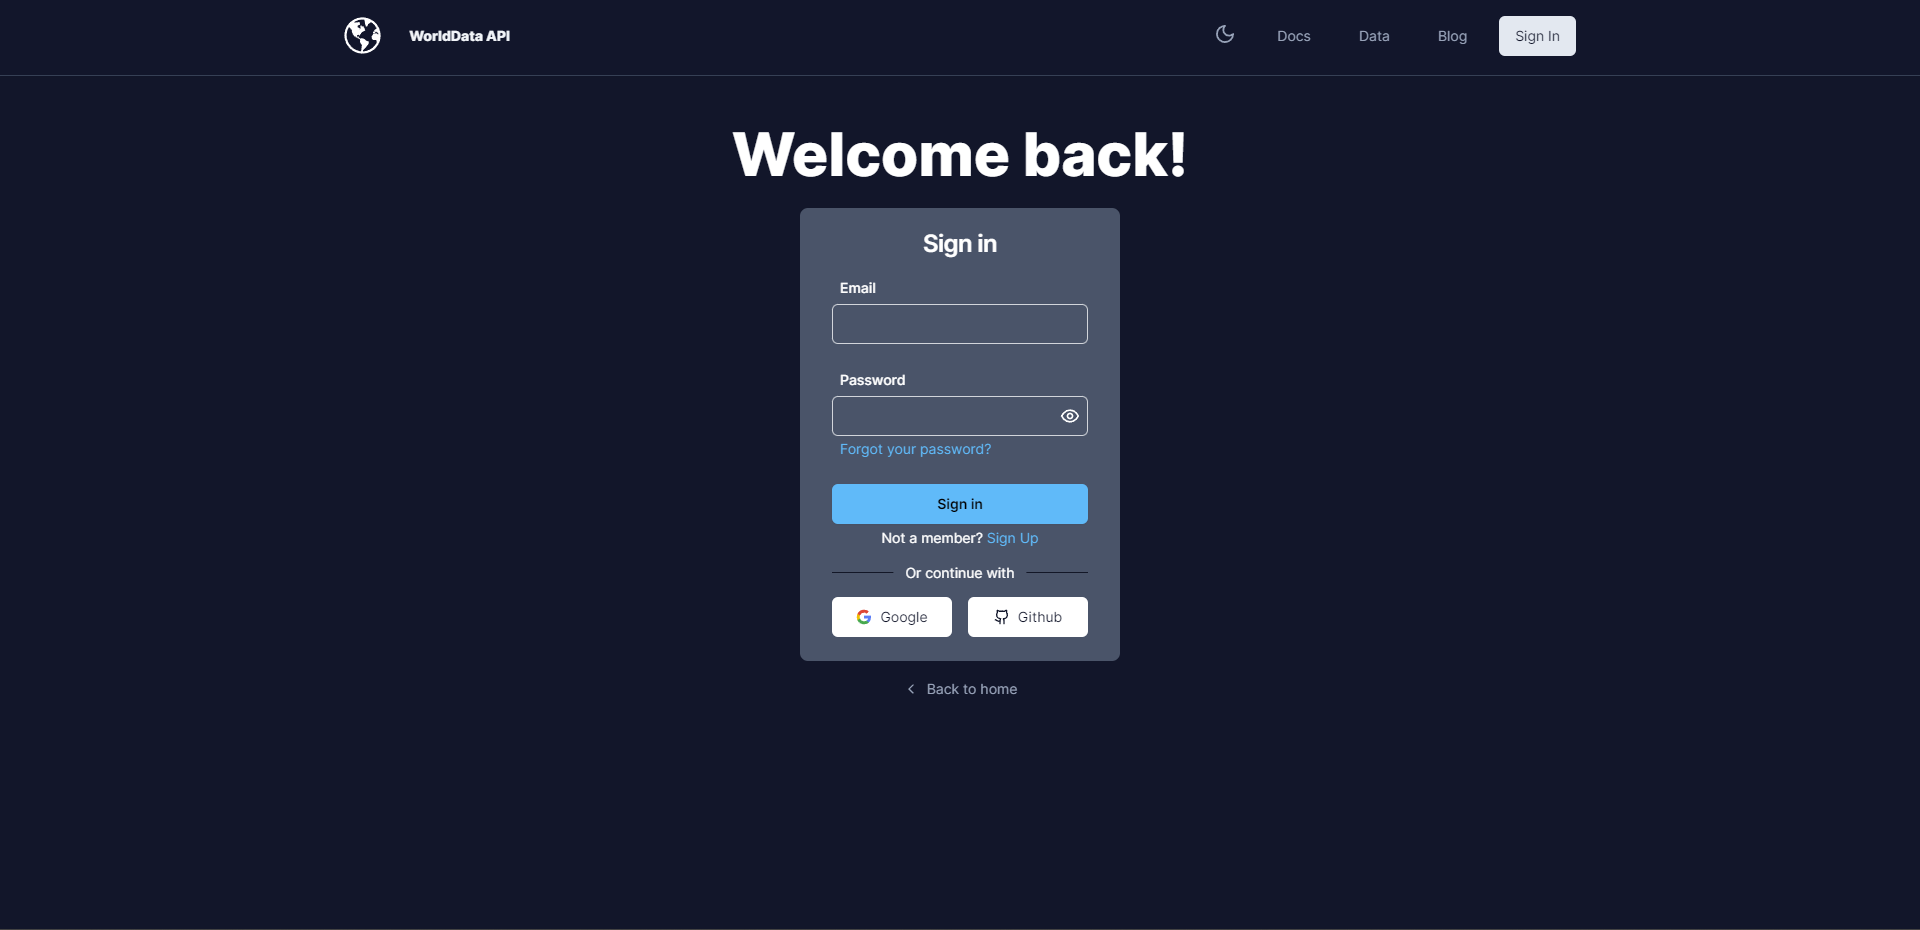 WorldData API
Docs
Data
Blog
Sign In
Welcome back!
Sign in
Email
Password
Forgot your password?
Sign in
Not a member? Sign Up
Or continue with
Google
Github
Back to home